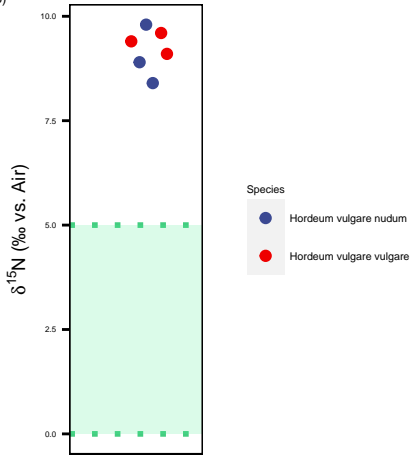 10.0
7.5
5.0
2.5
0.0
δ15N (‰ vs. Air)
Species
Hordeum vulgare nudum
Hordeum vulgare vulgare